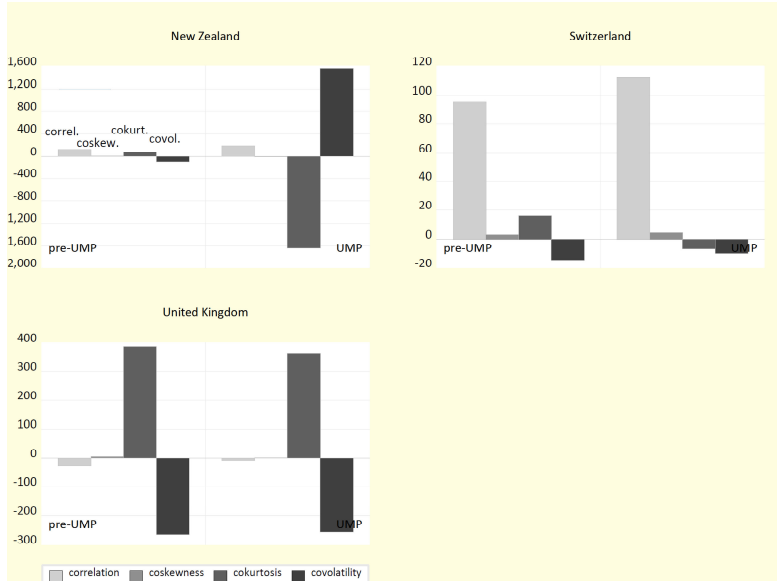 New Zealand
1,600
1,200
800
400
0
-400
-800
1,200
1,600
2,000
correl.
coskew.
cokurt.
covol.
pre-UMP
UMP
Switzerland
120
100
80
60
40
20
0
-20
pre-UMP
UMP
United Kingdom
400
300
200
100
0
-100
-200
-300
pre-UMP
UMP
correlation coskewness cokurtosis covolatility